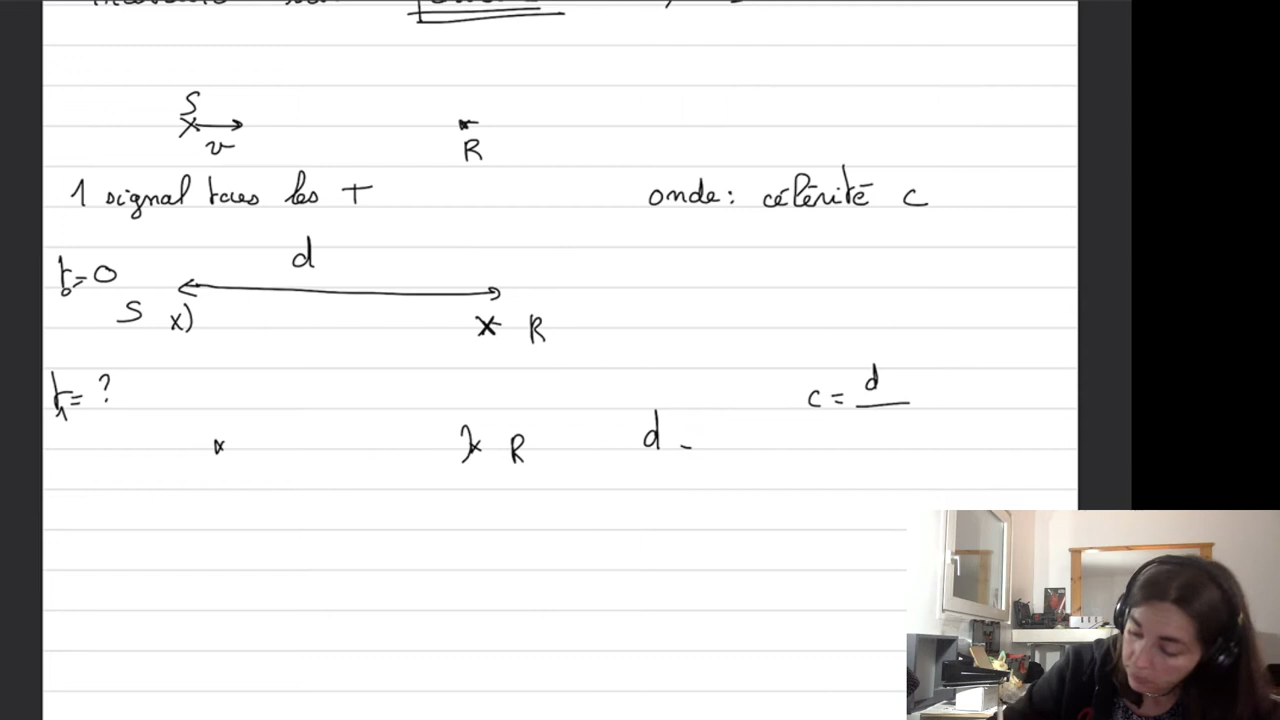 S
v
R
1 signal tous les T
onde : célérité c
d
t₀ = 0
S x)
x R
t₁ = ?
c = d
x
)x R
d -